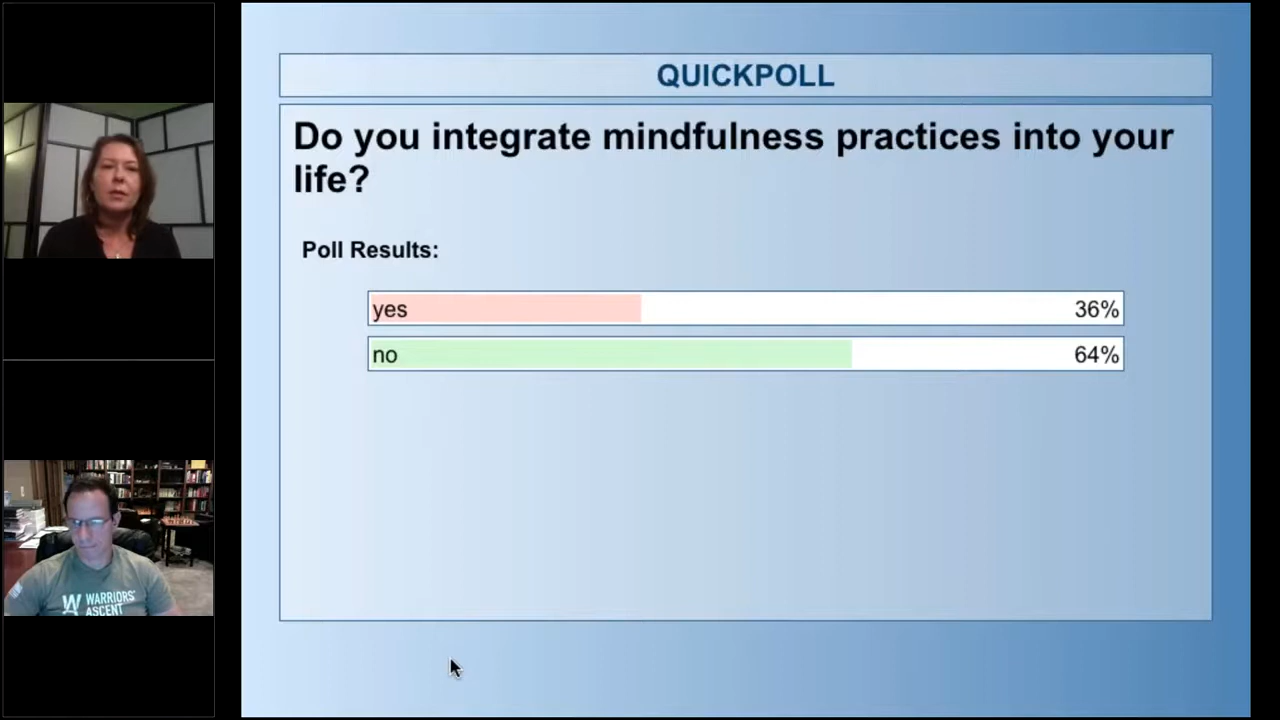 QUICKPOLL
Do you integrate mindfulness practices into your
life?
Poll Results:
yes 36%
no 64%
WARRIORS'
ASCENT